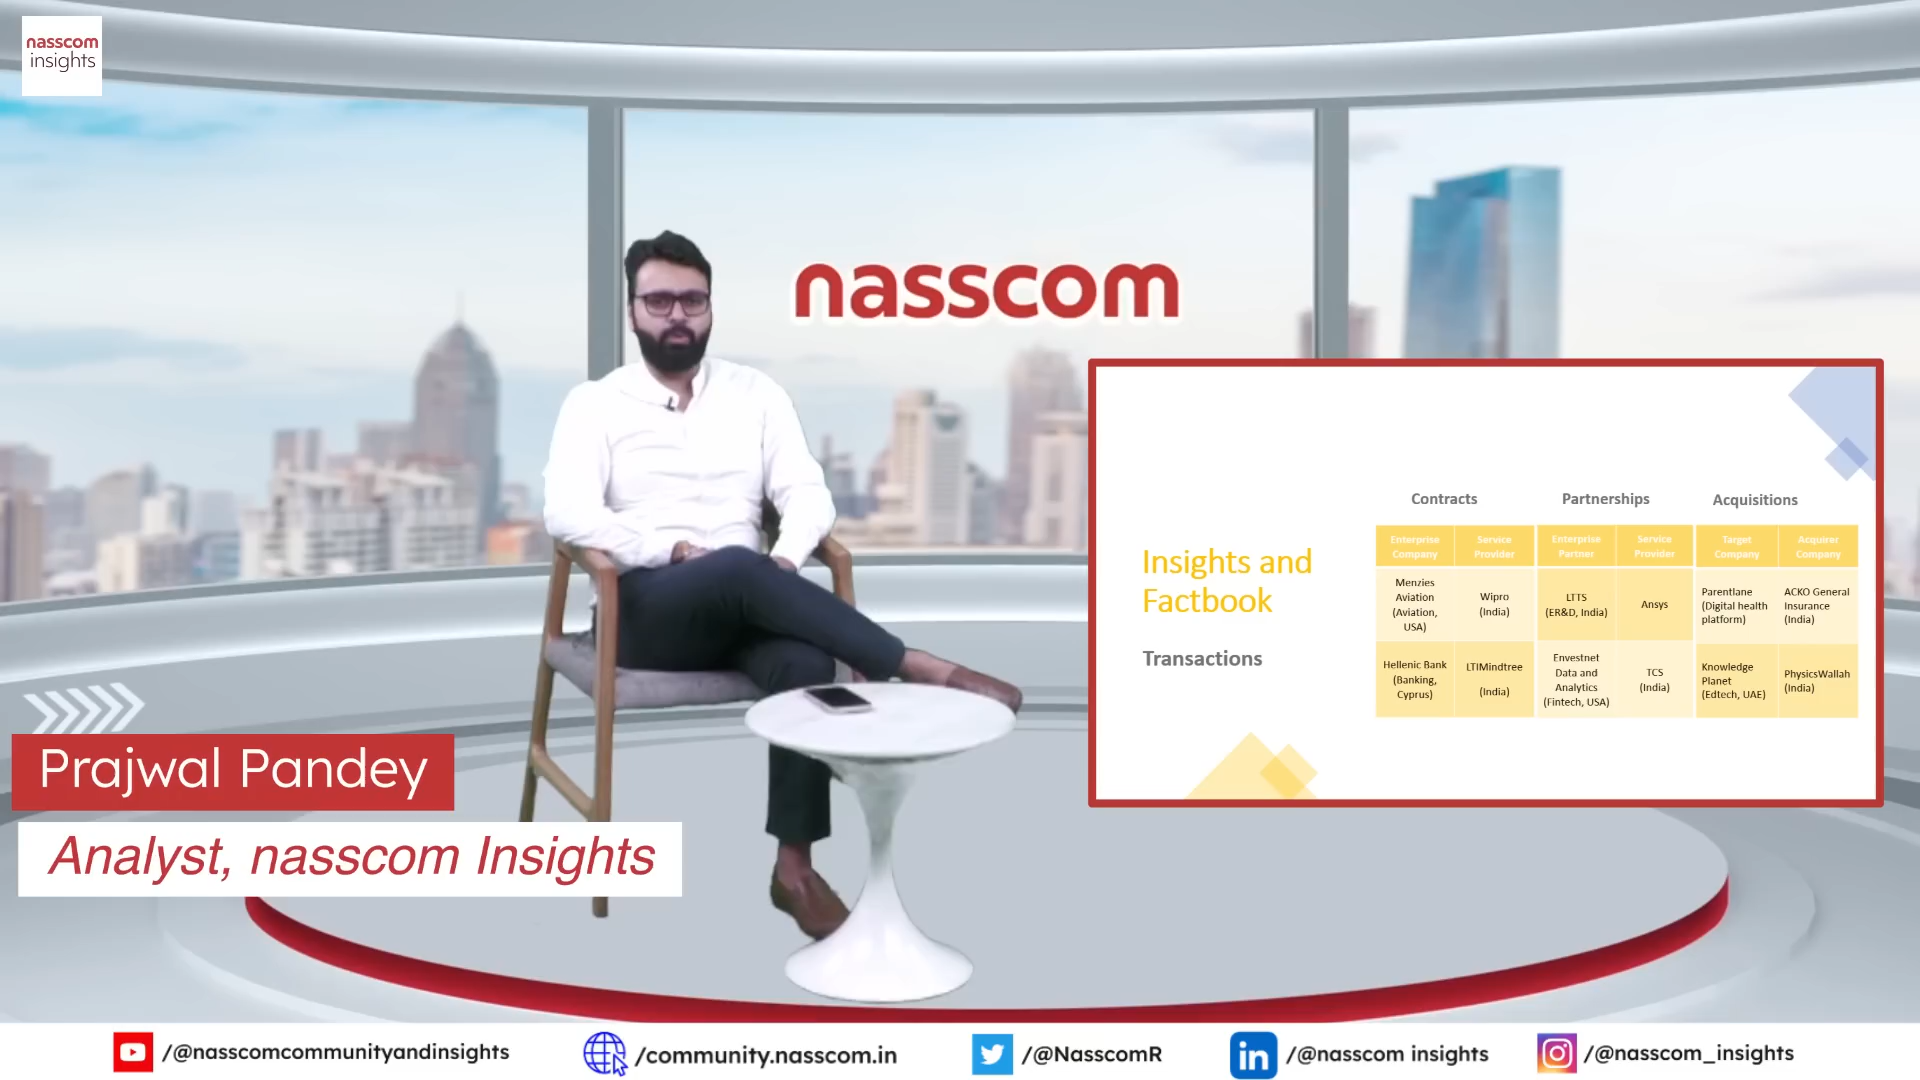 nasscom
insights
nasscom
Contracts
Partnerships
Acquisitions
Insights and
Factbook
Transactions
Enterprise
Company
Service
Provider
Enterprise
Partner
Service
Provider
Target
Company
Acquirer
Company
Menzies
Aviation
(Aviation,
USA)
Wipro
(India)
LTTS
(ER&D, India)
Ansys
Parentlane
(Digital health
platform)
ACKO General
Insurance
(India)
Hellenic Bank
(Banking,
Cyprus)
LTIMindtree
(India)
Envestnet
Data and
Analytics
(Fintech, USA)
TCS
(India)
Knowledge
Planet
(Edtech, UAE)
PhysicsWallah
(India)
Prajwal Pandey
Analyst, nasscom Insights
/@nasscomcommunityandinsights
/community.nasscom.in
/@NasscomR
/@nasscom insights
/@nasscom_insights